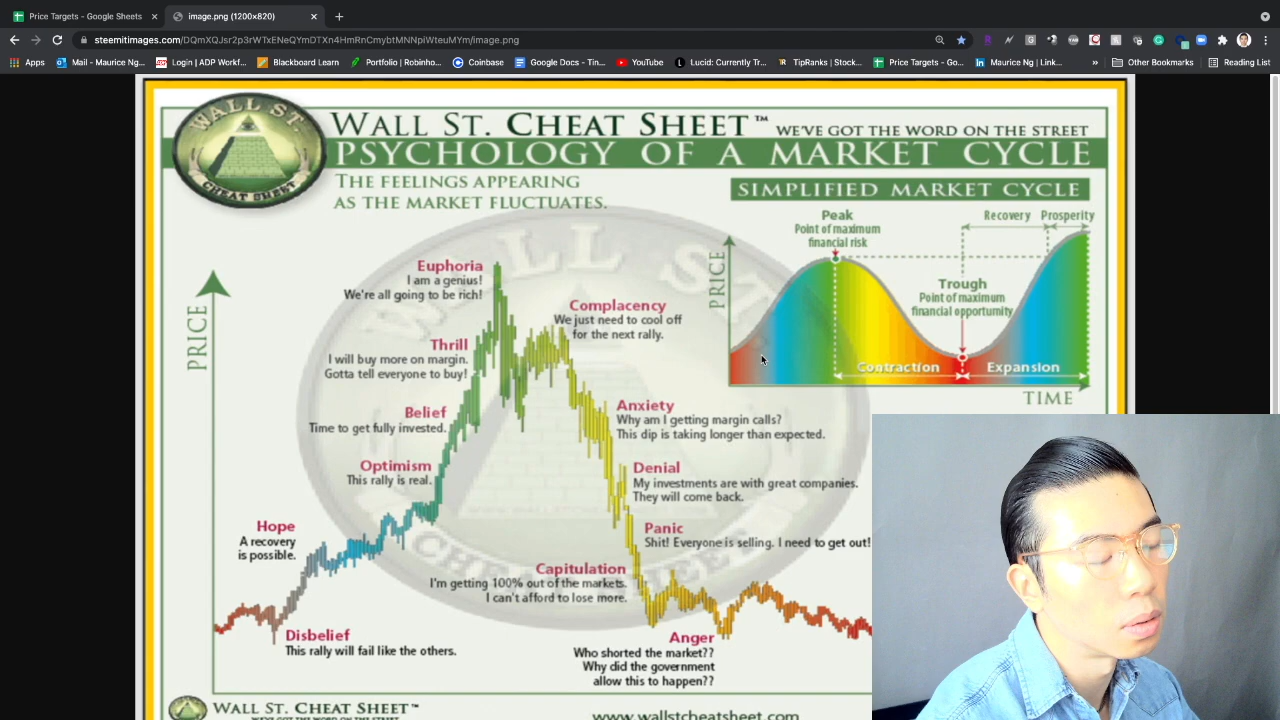 Price Targets - Google Sheets
image.png (1200×820)
steemitimages.com/DQmXQJsr2p3rWTxENeQYmDTXn4HmRnCmybtMNNpiWteuMYm/image.png
Apps
Mail - Maurice Ng...
Login | ADP Workf...
Blackboard Learn
Portfolio | Robinho...
Coinbase
Google Docs - Tin...
YouTube
Lucid: Currently Tr...
TipRanks | Stock...
Price Targets - Go...
Maurice Ng | Link...
»
Other Bookmarks
Reading List
WALL ST.
CHEAT SHEET
WALL ST. CHEAT SHEET™
WE'VE GOT THE WORD ON THE STREET
PSYCHOLOGY OF A MARKET CYCLE
THE FEELINGS APPEARING
AS THE MARKET FLUCTUATES.
SIMPLIFIED MARKET CYCLE
Peak
Point of maximum
financial risk
Recovery
Prosperity
Trough
Point of maximum
financial opportunity
Contraction
Expansion
PRICE
TIME
PRICE
Euphoria
I am a genius!
We're all going to be rich!
Complacency
We just need to cool off
for the next rally.
Thrill
I will buy more on margin.
Gotta tell everyone to buy!
Belief
Time to get fully invested.
Anxiety
Why am I getting margin calls?
This dip is taking longer than expected.
Optimism
This rally is real.
Denial
My investments are with great companies.
They will come back.
Hope
A recovery
is possible.
Panic
Shit! Everyone is selling. I need to get out!
Capitulation
I'm getting 100% out of the markets.
I can't afford to lose more.
Disbelief
This rally will fail like the others.
Anger
Who shorted the market??
Why did the government
allow this to happen??
WALL ST. CHEAT SHEET™
www.wallstcheatsheet.com